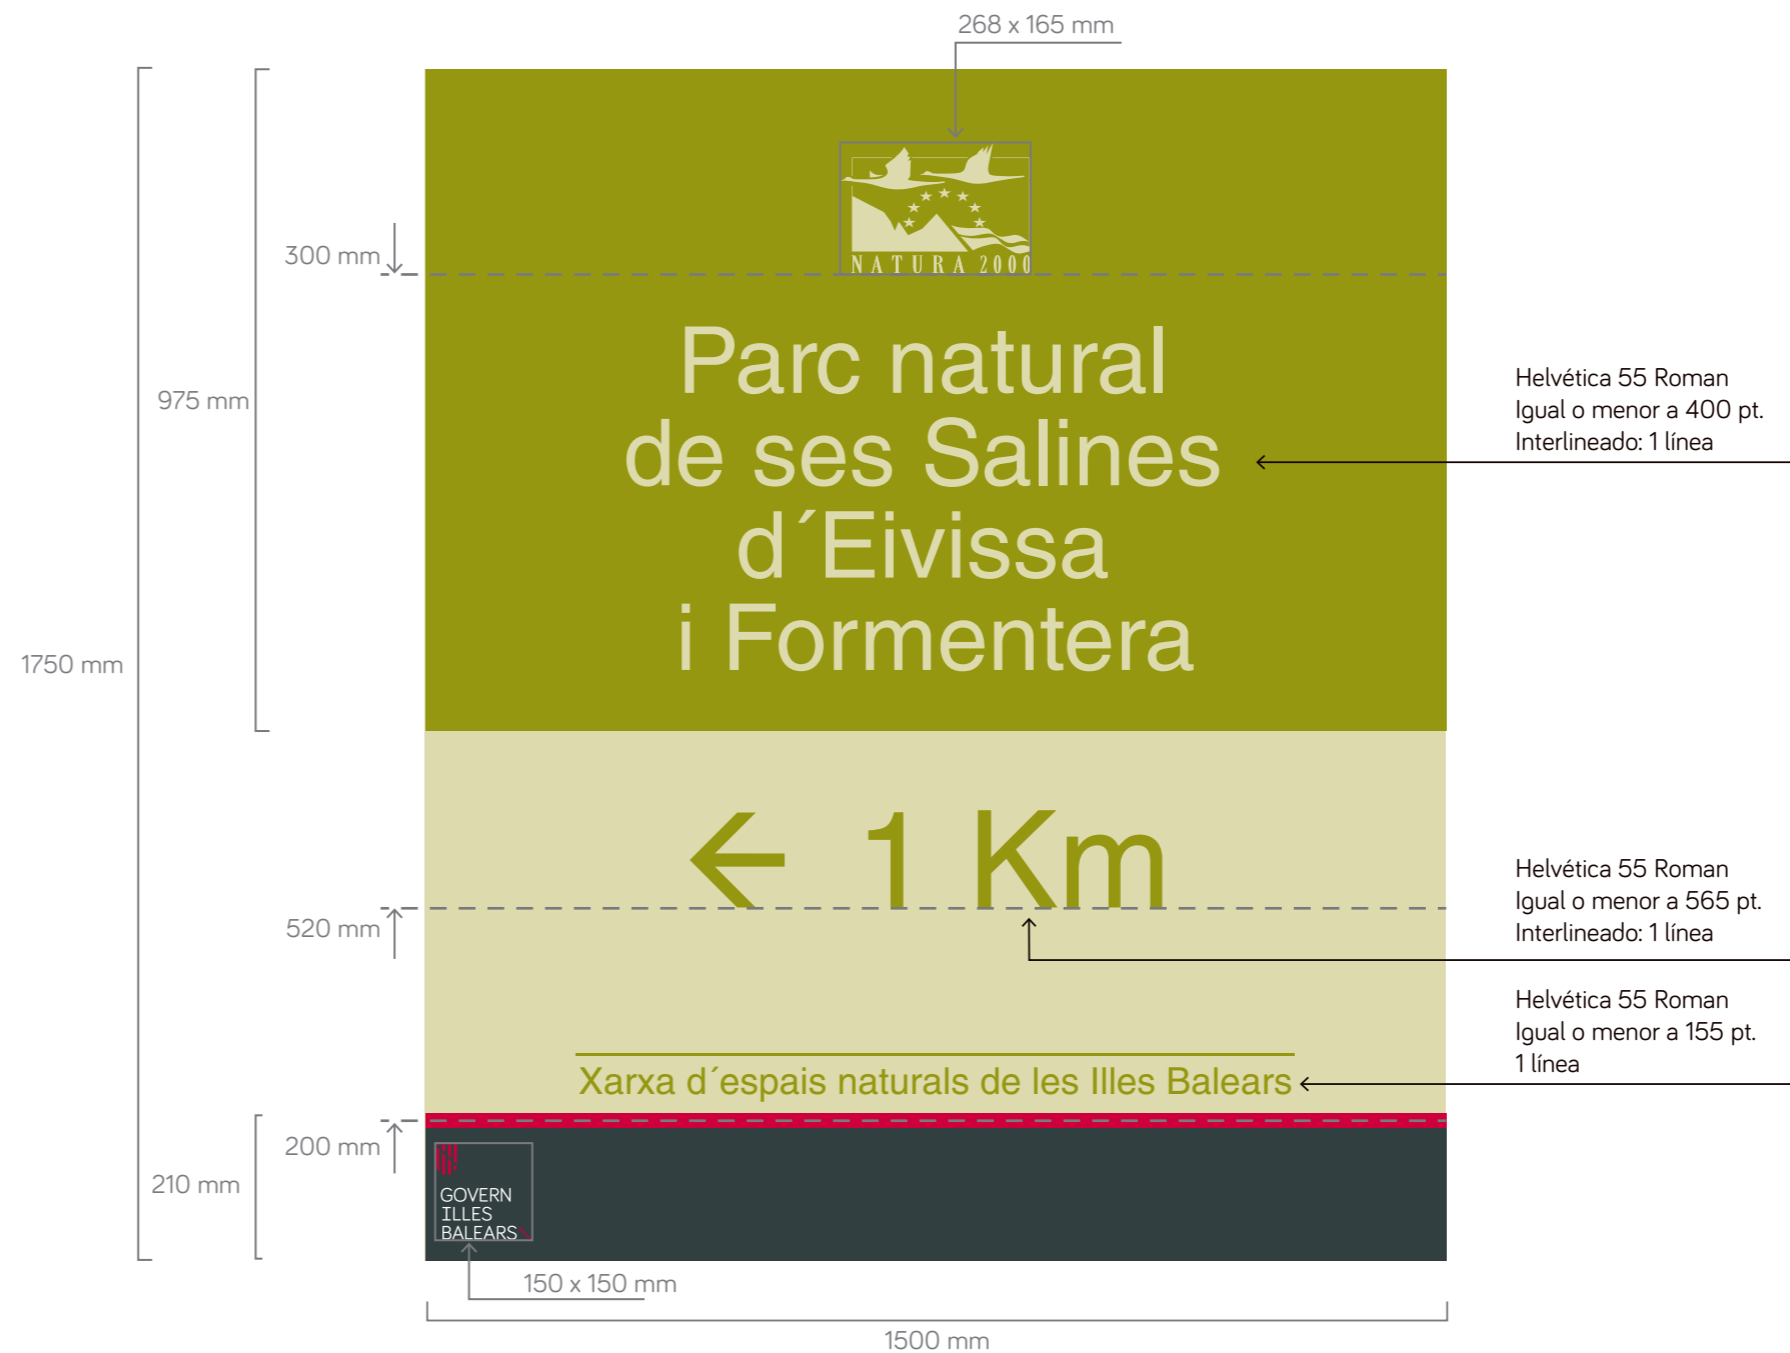 268 x 165 mm
NATURA 2000
300 mm
Parc natural
de ses Salines
d´Eivissa
i Formentera
975 mm
Helvética 55 Roman
Igual o menor a 400 pt.
Interlineado: 1 línea
1750 mm
← 1 Km
520 mm
Helvética 55 Roman
Igual o menor a 565 pt.
Interlineado: 1 línea
Xarxa d´espais naturals de les Illes Balears
Helvética 55 Roman
Igual o menor a 155 pt.
1 línea
200 mm
210 mm
GOVERN
ILLES
BALEARS
150 x 150 mm
1500 mm